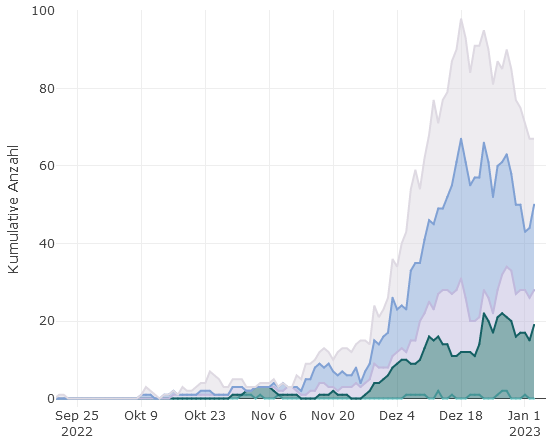 100
80
60
40
20
0
Kumulative Anzahl
Sep 25
2022
Okt 9
Okt 23
Nov 6
Nov 20
Dez 4
Dez 18
Jan 1
2023